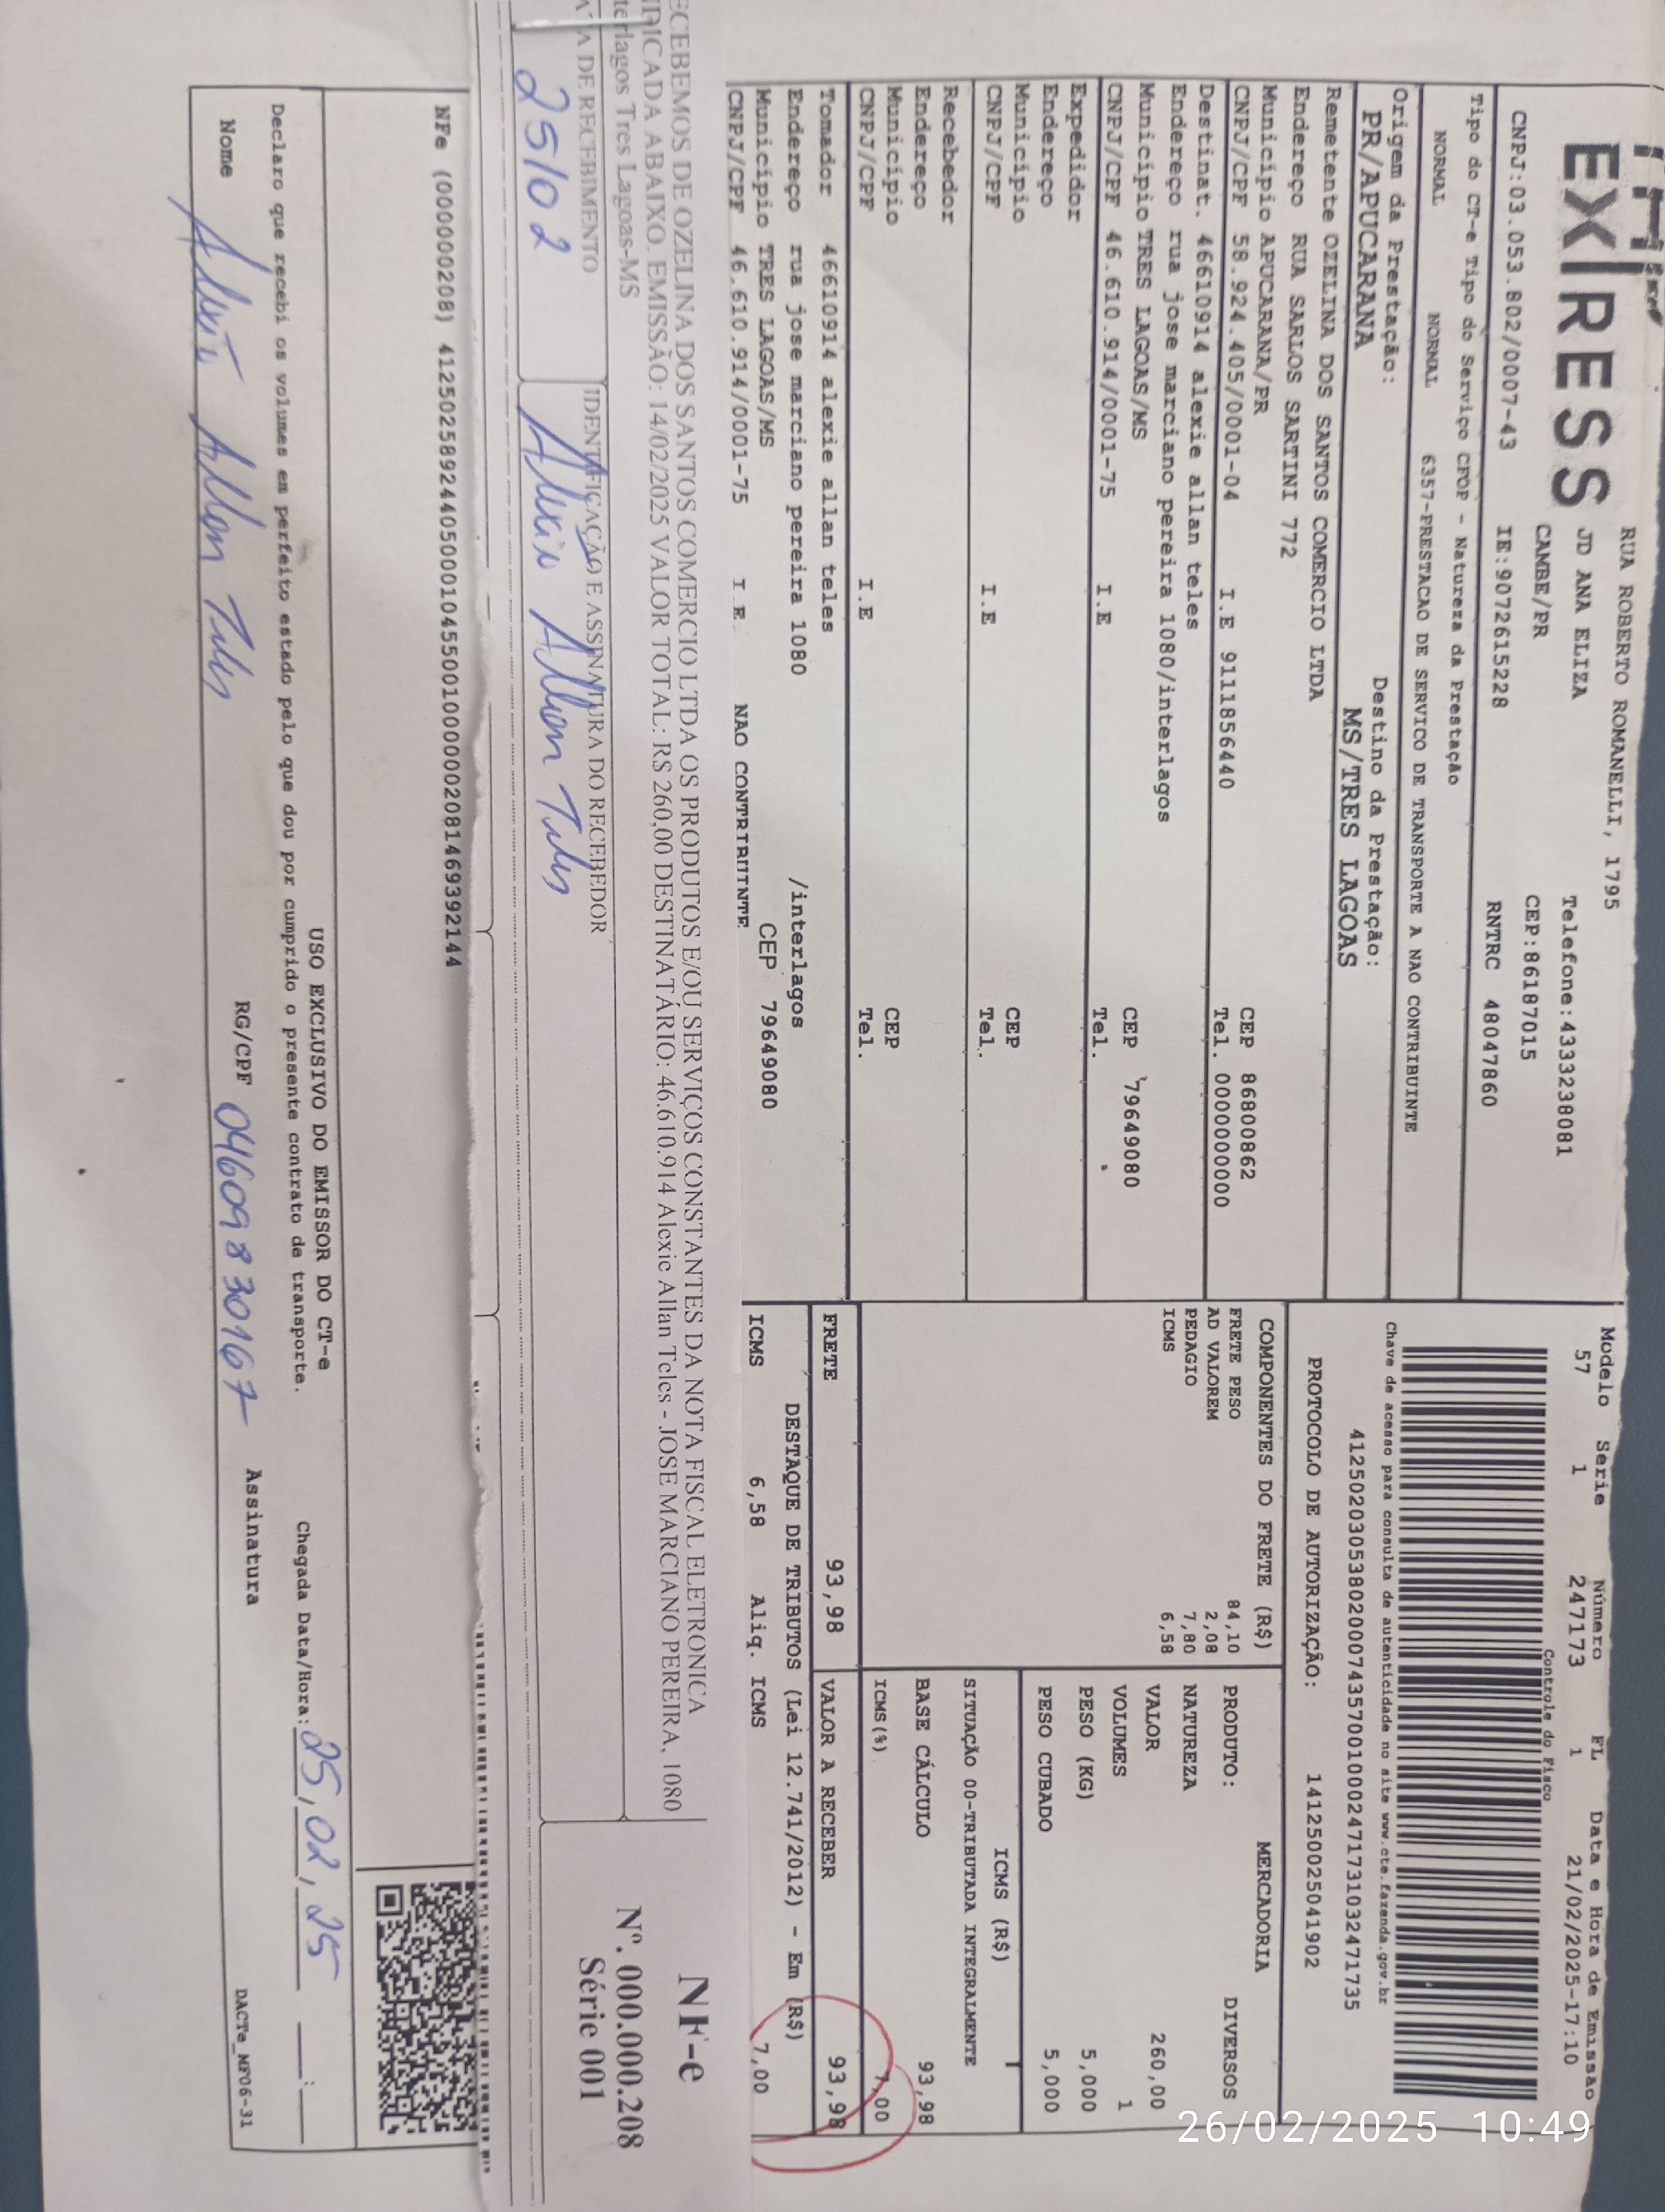 EXPRESS
RUA ROBERTO ROMANELLI, 1795
JD ANA ELIZA
Telefone:4333238081
CAMBE/PR
CEP:86187015
CNPJ:03.053.802/0007-43 IE:9072615228 RNTRC 48047860
Modelo Série Número FL Data e Hora de Emissão
57 1 247173 1 21/02/2025-17:10
Controle do Fisco
Tipo do CT-e Tipo do Serviço CFOP - Natureza da Prestação
NORMAL NORMAL 6357-PRESTACAO DE SERVICO DE TRANSPORTE A NAO CONTRIBUINTE
Chave de acesso para consulta de autenticidade no site www.cte.fazenda.gov.br
41250203053802000743570010002471731032471735
Origem da Prestação: Destino da Prestação:
PR/APUCARANA MS/TRES LAGOAS
PROTOCOLO DE AUTORIZAÇÃO: 141250025041902
Remetente OZELINA DOS SANTOS COMERCIO LTDA
Endereço RUA SARLOS SARTINI 772
Município APUCARANA/PR CEP 86800862
CNPJ/CPF 58.924.405/0001-04 I.E 9111856440 Tel. 00000000000
Destinat. 46610914 alexie allan teles
Endereço rua jose marciano pereira 1080/interlagos
Município TRES LAGOAS/MS CEP 79649080
CNPJ/CPF 46.610.914/0001-75 I.E Tel.
Expedidor
Endereço
Município CEP
CNPJ/CPF I.E Tel.
Recebedor
Endereço
Município CEP
CNPJ/CPF I.E Tel.
Tomador 46610914 alexie allan teles
Endereço rua jose marciano pereira 1080 /interlagos
Município TRES LAGOAS/MS CEP 79649080
CNPJ/CPF 46.610.914/0001-75 I.E NAO CONTRIBUINTE
COMPONENTES DO FRETE (R$)
FRETE PESO 84,10
AD VALOREM 2,08
PEDAGIO 7,80
ICMS 6,58
MERCADORIA
PRODUTO: DIVERSOS
NATUREZA
VALOR 260,00
VOLUMES 1
PESO (KG) 5,000
PESO CUBADO 5,000
ICMS (R$)
SITUAÇÃO 00-TRIBUTADA INTEGRALMENTE
BASE CÁLCULO 93,98
ICMS(%) 7,00
FRETE 93,98 VALOR A RECEBER 93,98
DESTAQUE DE TRIBUTOS (Lei 12.741/2012) - Em (R$)
ICMS 6,58 Aliq. ICMS 7,00
ECEBEMOS DE OZELINA DOS SANTOS COMERCIO LTDA OS PRODUTOS E/OU SERVIÇOS CONSTANTES DA NOTA FISCAL ELETRONICA
DICADA ABAIXO. EMISSÃO: 14/02/2025 VALOR TOTAL: R$ 260,00 DESTINATÁRIO: 46.610.914 Alexie Allan Teles - JOSE MARCIANO PEREIRA, 1080
terlagos Tres Lagoas-MS
NF-e
Nº. 000.000.208
Série 001
DE RECEBIMENTO IDENTIFICAÇÃO E ASSINATURA DO RECEBEDOR
25/02 Alexie Allan Teles
NFe (000000208) 41250258924405000104550010000002081469392144
USO EXCLUSIVO DO EMISSOR DO CT-e
Declaro que recebi os volumes em perfeito estado pelo que dou por cumprido o presente contrato de transporte. Chegada Data/Hora: 25,02,25 :
Nome Alexie Allan Teles RG/CPF 04609830167 Assinatura
DACTe_MF06-31
26/02/2025 10:49